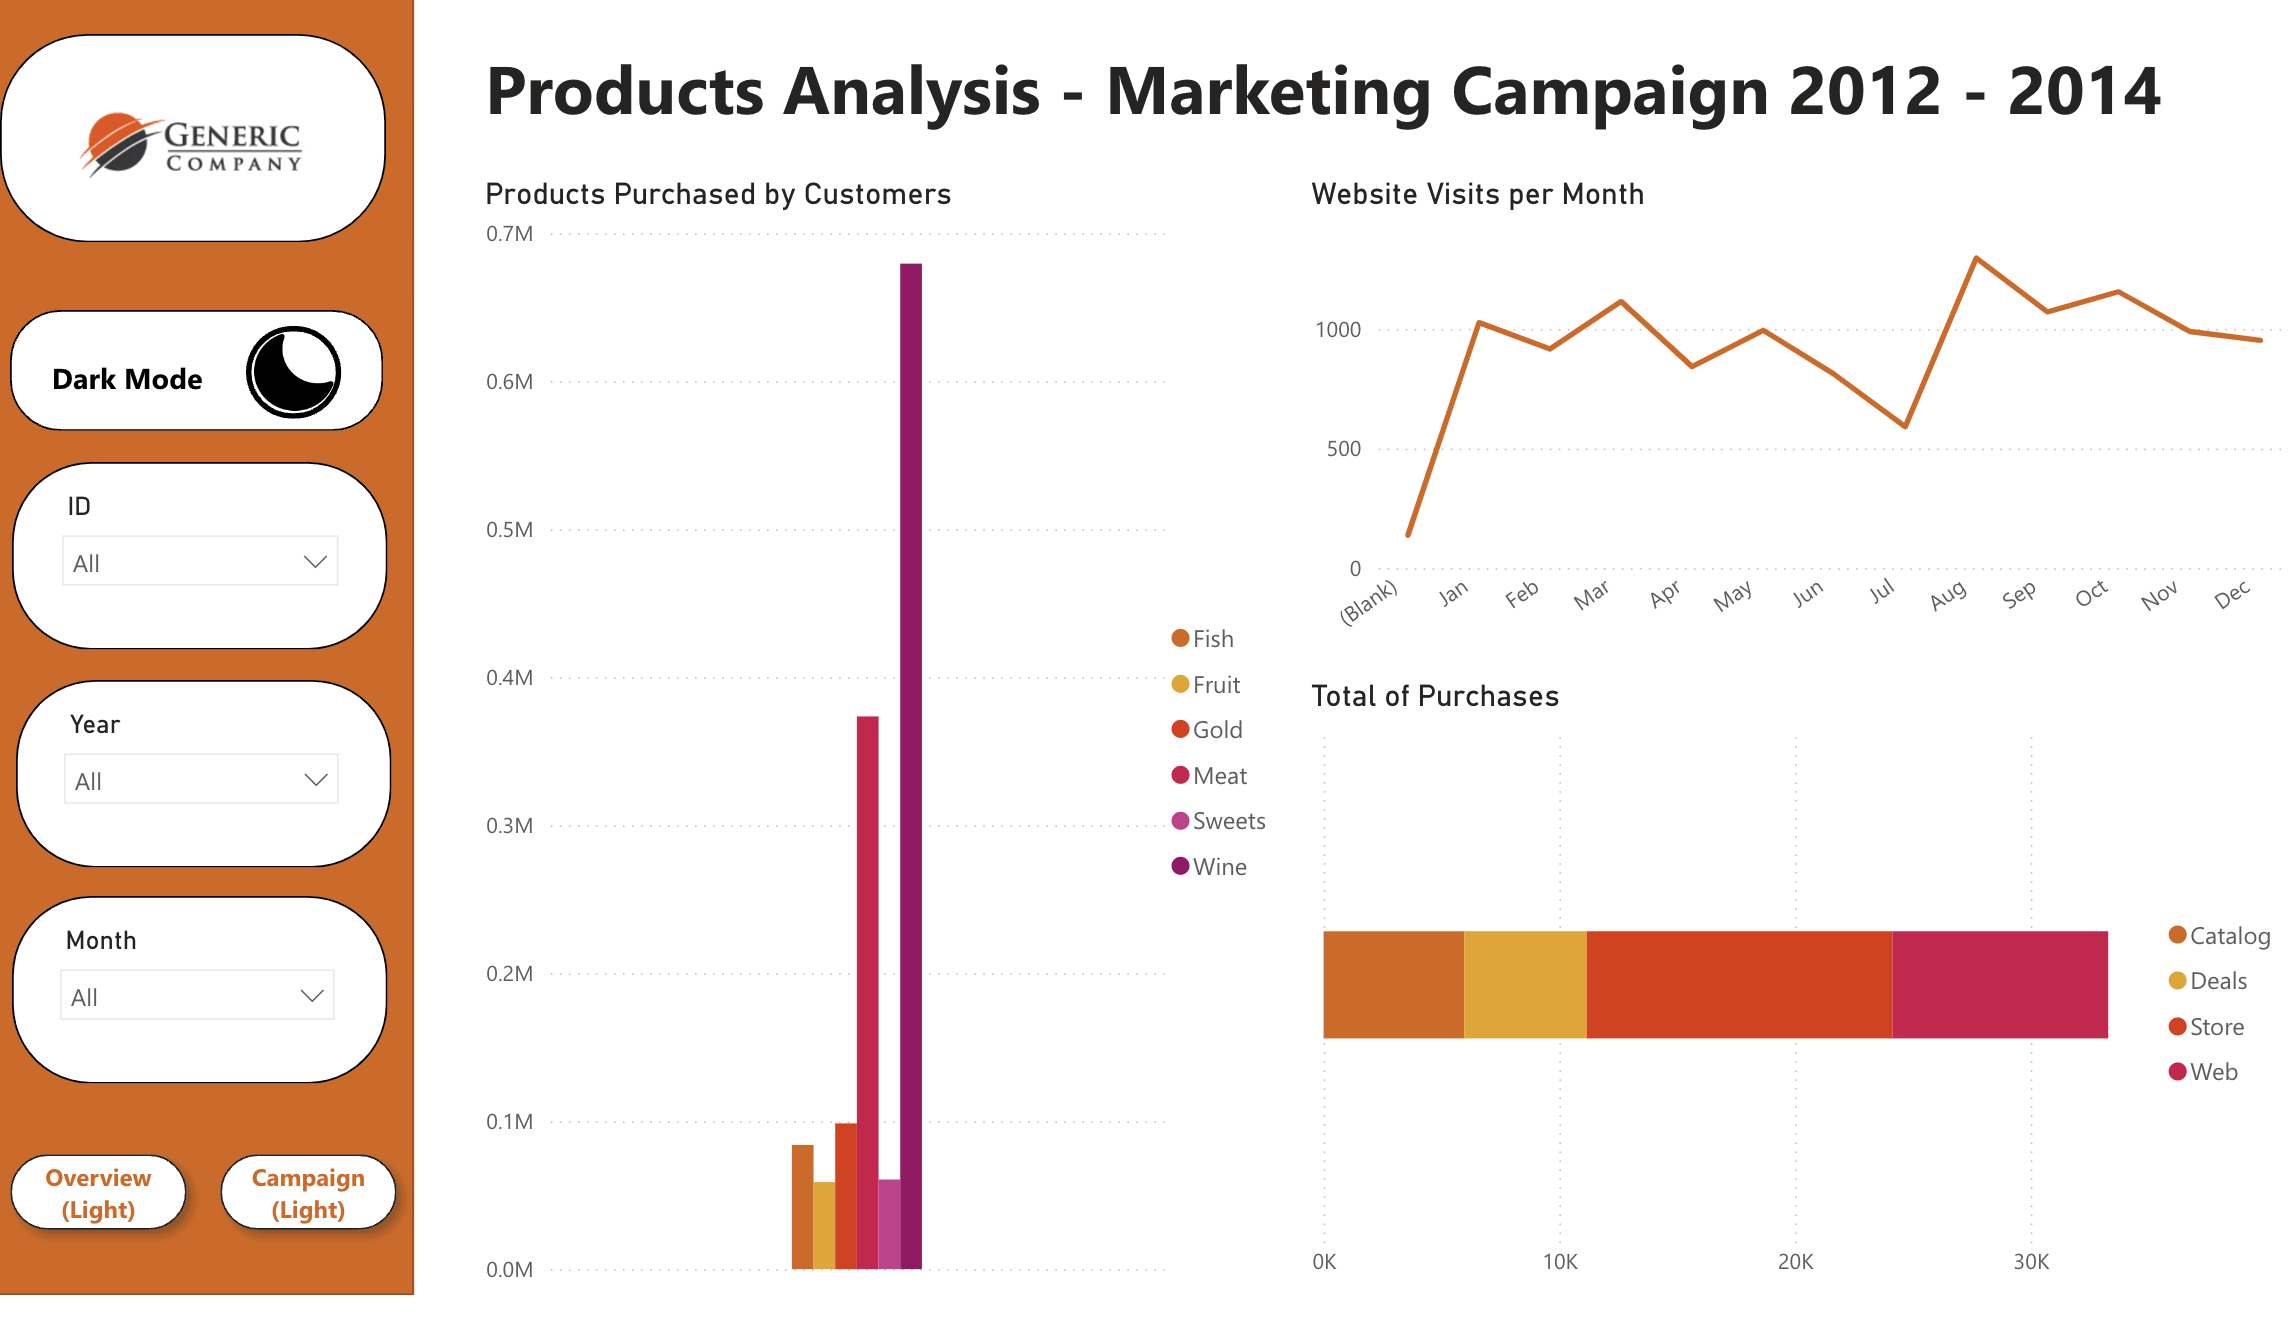 GENERIC
COMPANY
Dark Mode
ID
All
Year
All
Month
All
Overview
(Light)
Campaign
(Light)
Products Analysis - Marketing Campaign 2012 - 2014
Products Purchased by Customers
0.7M
0.6M
0.5M
0.4M
0.3M
0.2M
0.1M
0.0M
Fish
Fruit
Gold
Meat
Sweets
Wine
Website Visits per Month
1000
500
0
(Blank)
Jan
Feb
Mar
Apr
May
Jun
Jul
Aug
Sep
Oct
Nov
Dec
Total of Purchases
0K
10K
20K
30K
Catalog
Deals
Store
Web